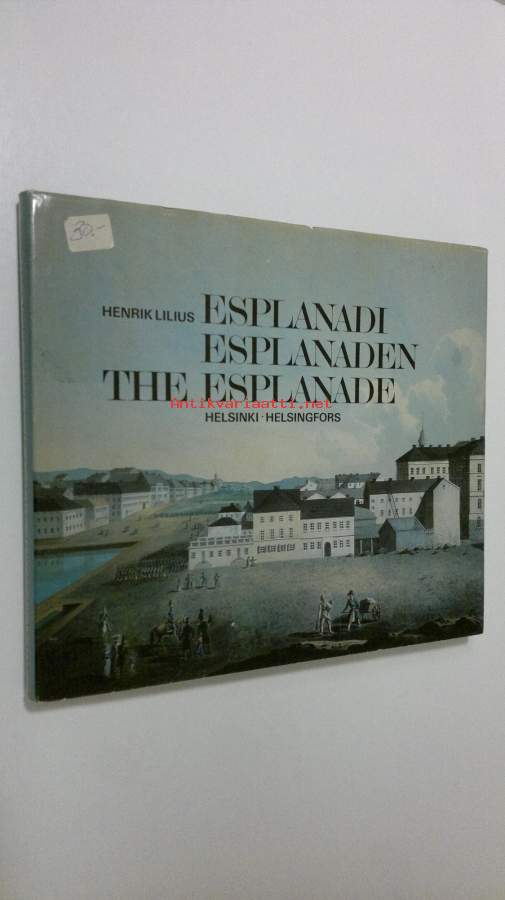 30.-
HENRIK LILIUS ESPLANADI
ESPLANADEN
THE ESPLANADE
Antikvariaatti.net
HELSINKI · HELSINGFORS